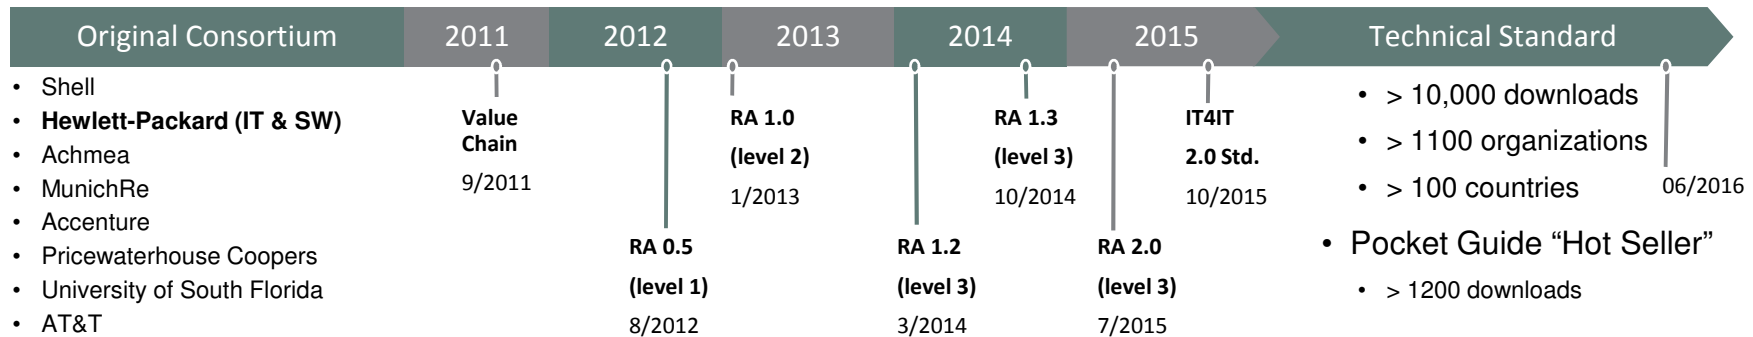 Original Consortium
2011
2012
2013
2014
2015
Technical Standard
• Shell
• Hewlett-Packard (IT & SW)
• Achmea
• MunichRe
• Accenture
• Pricewaterhouse Coopers
• University of South Florida
• AT&T
Value
Chain
9/2011
RA 0.5
(level 1)
8/2012
RA 1.0
(level 2)
1/2013
RA 1.2
(level 3)
3/2014
RA 1.3
(level 3)
10/2014
RA 2.0
(level 3)
7/2015
IT4IT
2.0 Std.
10/2015
• > 10,000 downloads
• > 1100 organizations
• > 100 countries
06/2016
• Pocket Guide “Hot Seller”
• > 1200 downloads